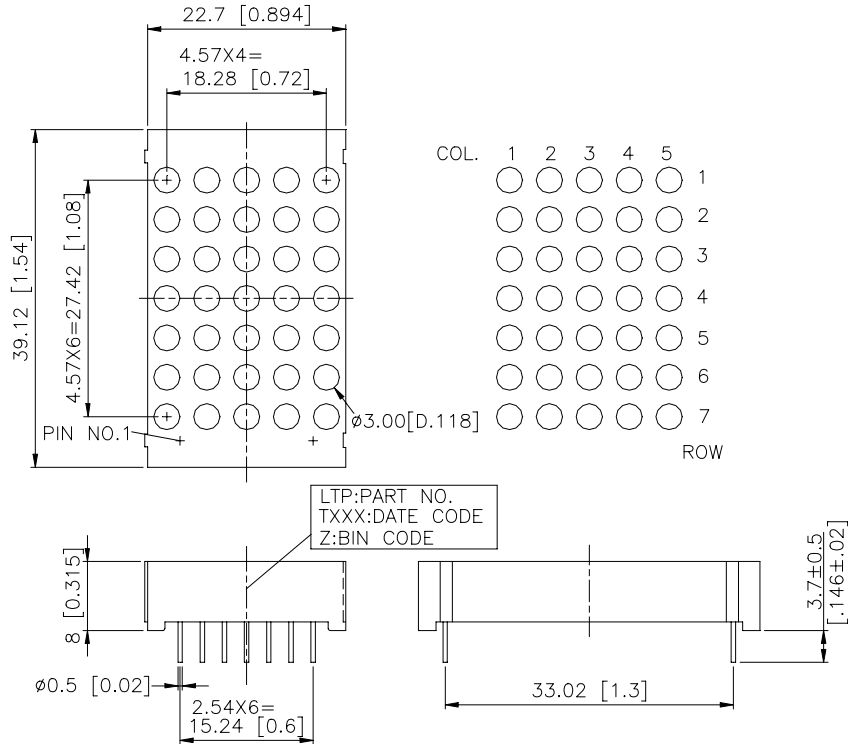 22.7 [0.894]
4.57X4=
18.28 [0.72]
39.12 [1.54]
4.57X6=27.42 [1.08]
PIN NO.1
ø3.00[D.118]
COL. 1 2 3 4 5
1
2
3
4
5
6
7
ROW
LTP:PART NO.
TXXX:DATE CODE
Z:BIN CODE
8 [0.315]
ø0.5 [0.02]
2.54X6=
15.24 [0.6]
33.02 [1.3]
3.7±0.5
[.146±.02]